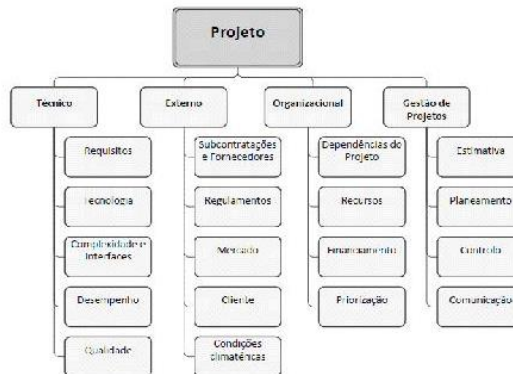 Projeto
Técnico
Externo
Organizacional
Gestão de
Projetos
Requisitos
Tecnologia
Complexidade e
Interfaces
Desempenho
Qualidade
Subcontratações
e Fornecedores
Regulamentos
Mercado
Cliente
Condições
climatéricas
Dependências do
Projeto
Recursos
Financiamento
Priorização
Estimativa
Planeamento
Controlo
Comunicação